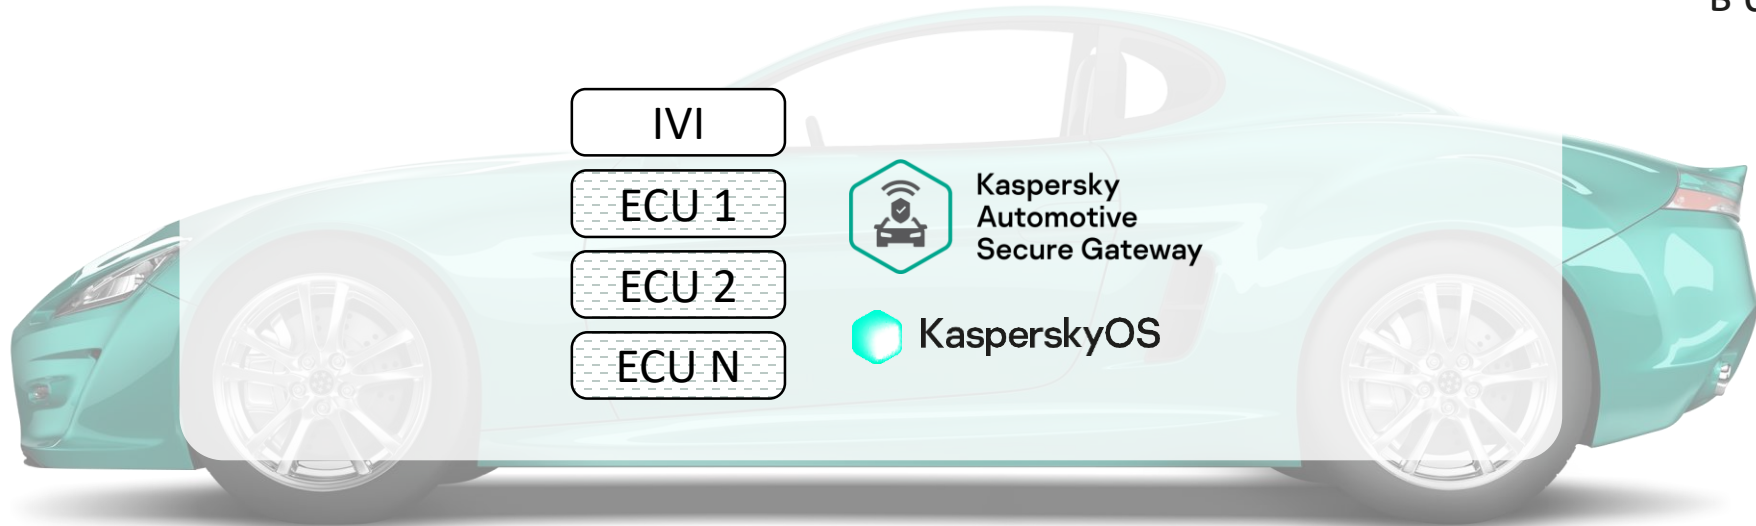 IVI
ECU 1
ECU 2
ECU N
Kaspersky
Automotive
Secure Gateway
KasperskyOS